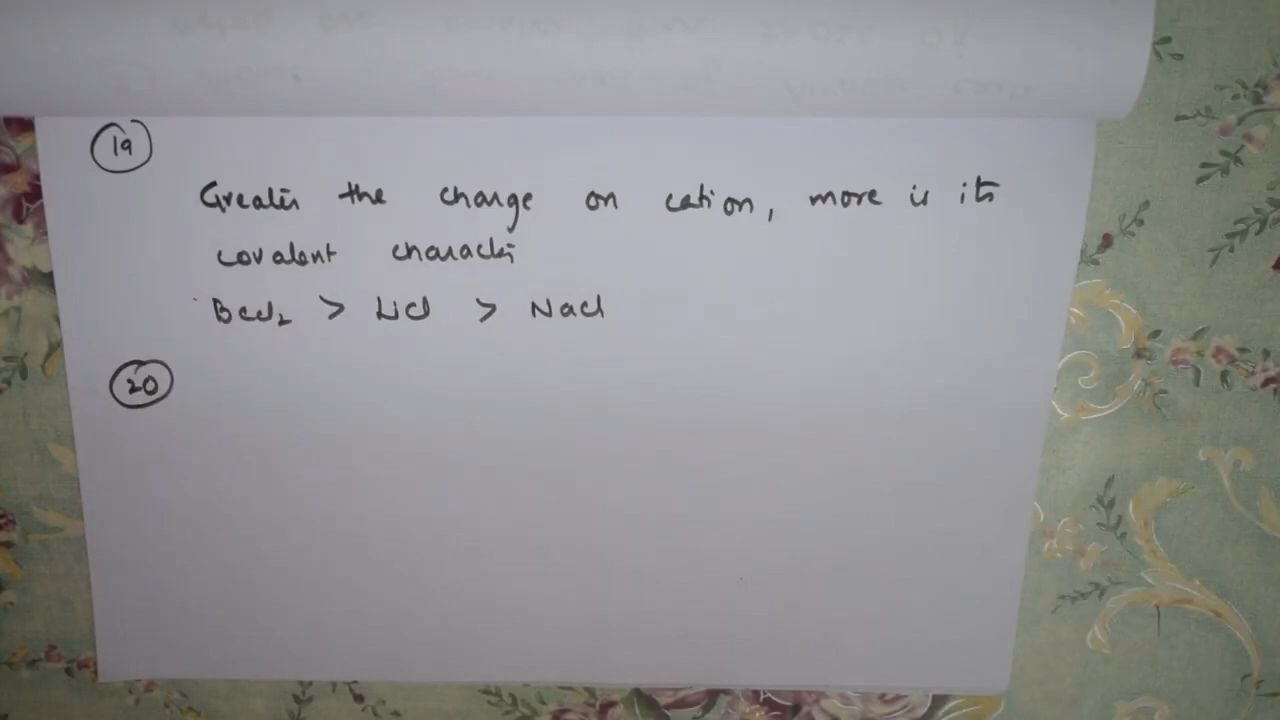 19
Greater the charge on cation, more is its
covalent character
BeCl₂ > LiCl > NaCl
20